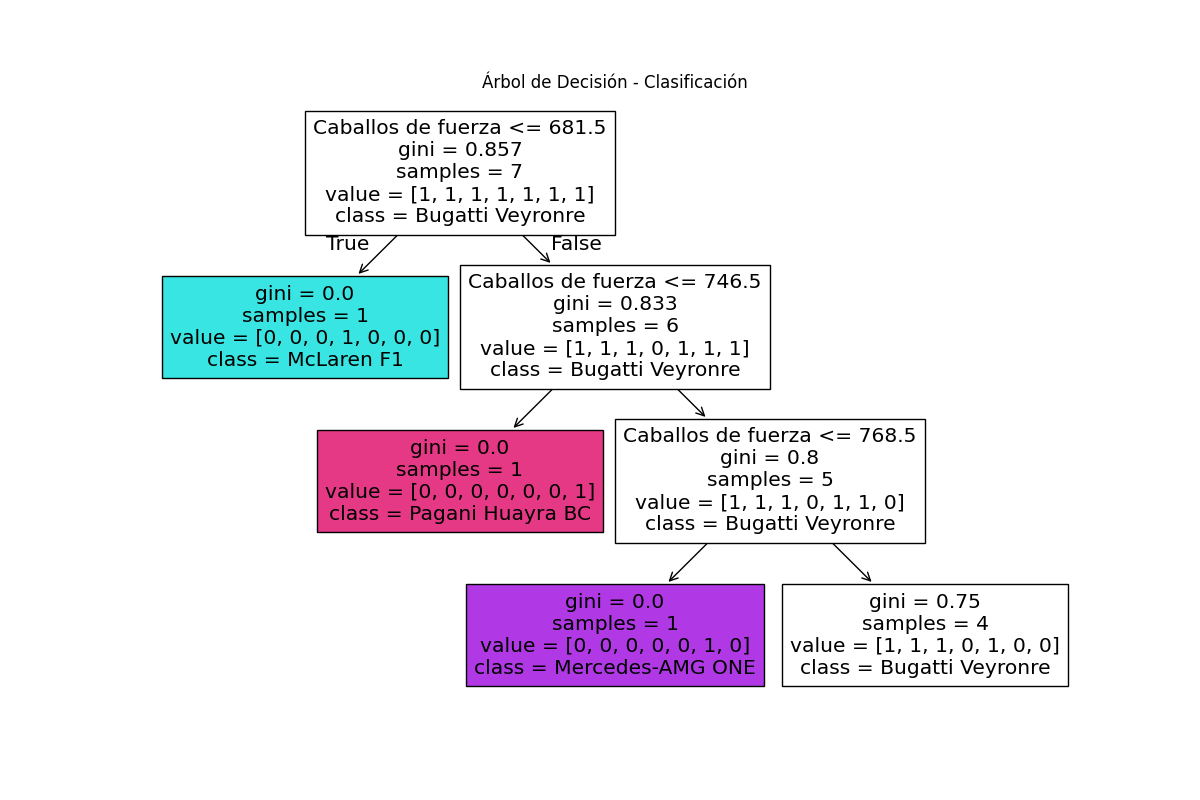 Árbol de Decisión - Clasificación
Caballos de fuerza <= 681.5
gini = 0.857
samples = 7
value = [1, 1, 1, 1, 1, 1, 1]
class = Bugatti Veyronre
True
False
gini = 0.0
samples = 1
value = [0, 0, 0, 1, 0, 0, 0]
class = McLaren F1
Caballos de fuerza <= 746.5
gini = 0.833
samples = 6
value = [1, 1, 1, 0, 1, 1, 1]
class = Bugatti Veyronre
gini = 0.0
samples = 1
value = [0, 0, 0, 0, 0, 0, 1]
class = Pagani Huayra BC
Caballos de fuerza <= 768.5
gini = 0.8
samples = 5
value = [1, 1, 1, 0, 1, 1, 0]
class = Bugatti Veyronre
gini = 0.0
samples = 1
value = [0, 0, 0, 0, 0, 1, 0]
class = Mercedes-AMG ONE
gini = 0.75
samples = 4
value = [1, 1, 1, 0, 1, 0, 0]
class = Bugatti Veyronre